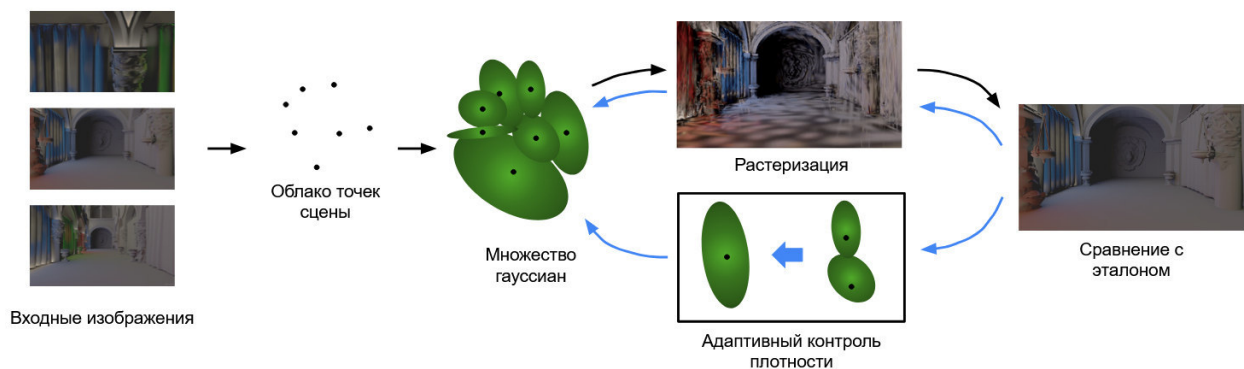 Входные изображения
Облако точек
сцены
Множество
гауссиан
Растеризация
Адаптивный контроль
плотности
Сравнение с
эталоном